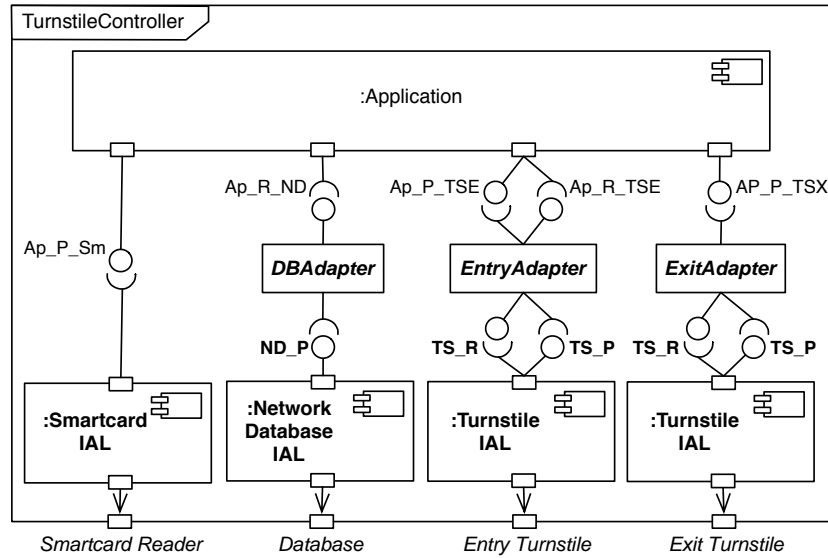 TurnstileController
:Application
Ap_R_ND
Ap_P_TSE
Ap_R_TSE
AP_P_TSX
Ap_P_Sm
DBAdapter
EntryAdapter
ExitAdapter
ND_P
TS_R
TS_P
TS_R
TS_P
:Smartcard
IAL
:Network
Database
IAL
:Turnstile
IAL
:Turnstile
IAL
Smartcard Reader
Database
Entry Turnstile
Exit Turnstile